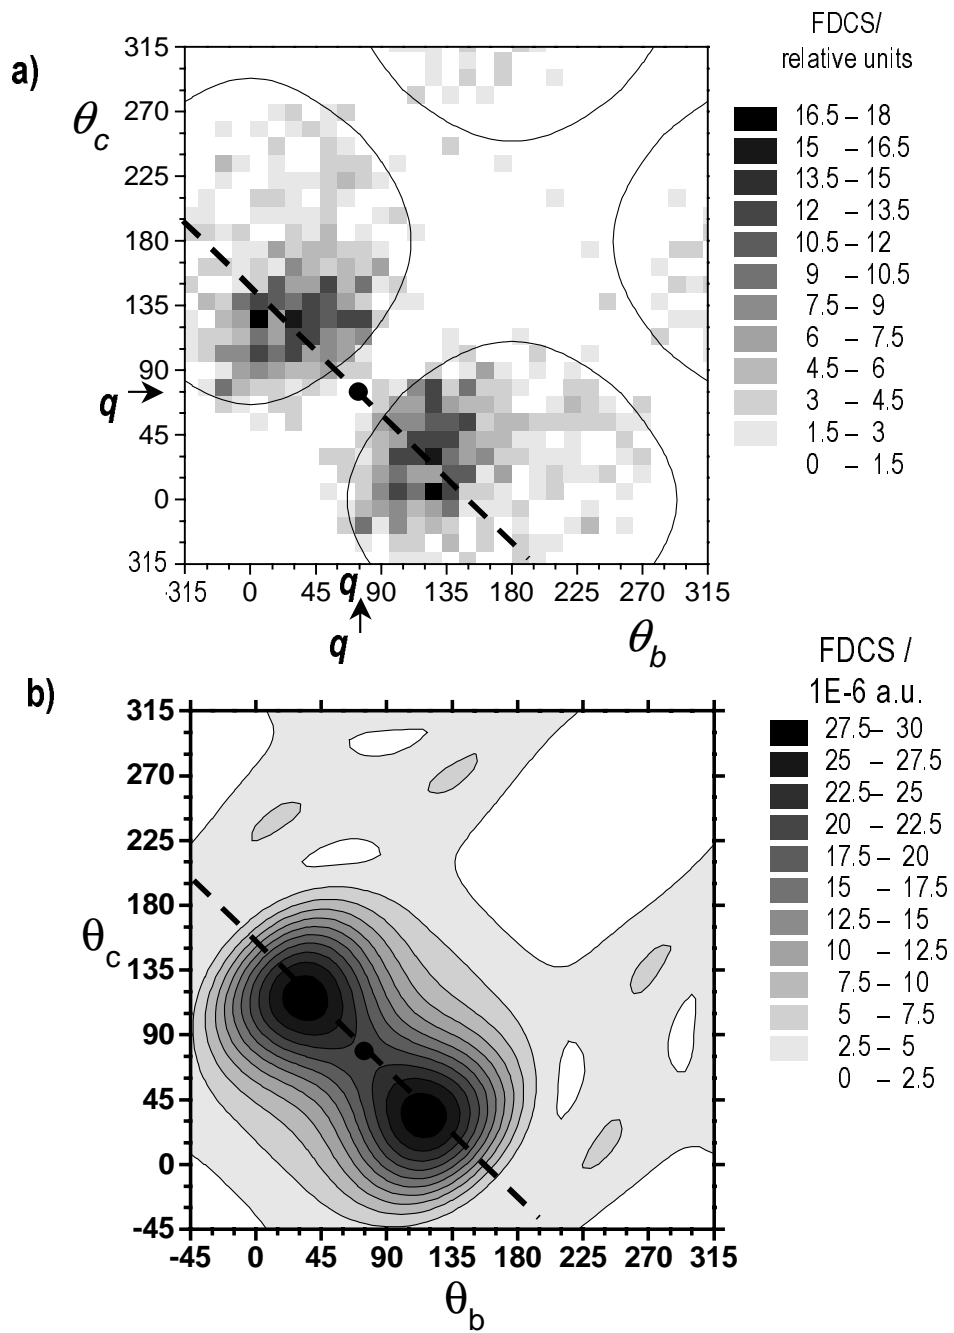 a)
FDCS/
relative units
16.5 – 18
15 – 16.5
13.5 – 15
12 – 13.5
10.5 – 12
9 – 10.5
7.5 – 9
6 – 7.5
4.5 – 6
3 – 4.5
1.5 – 3
0 – 1.5
θc
315
270
225
180
135
90
45
0
315
q
315 0 45 90 135 180 225 270 315
q
q
θb
b)
FDCS /
1E-6 a.u.
27.5 – 30
25 – 27.5
22.5 – 25
20 – 22.5
17.5 – 20
15 – 17.5
12.5 – 15
10 – 12.5
7.5 – 10
5 – 7.5
2.5 – 5
0 – 2.5
θc
315
270
225
180
135
90
45
0
-45
-45 0 45 90 135 180 225 270 315
θb